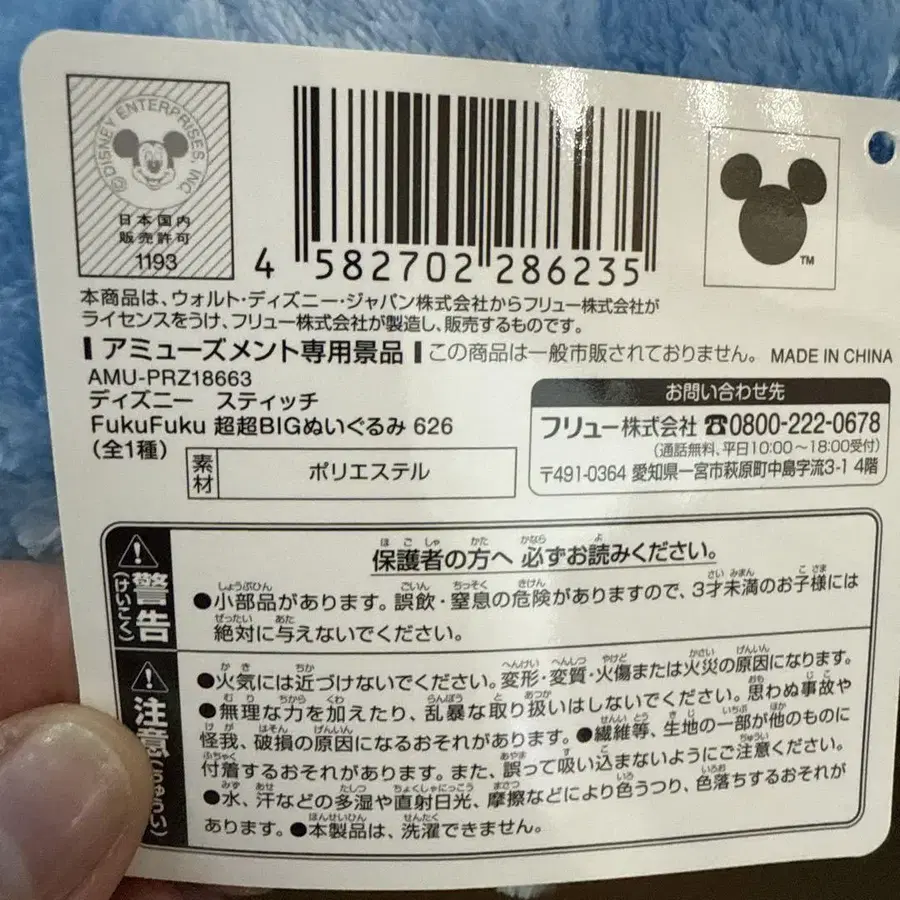 ©DISNEY ENTERPRISES, INC.
日本国内
販売許可
1193
4 582702 286235
TM
本商品は、ウォルト・ディズニー・ジャパン株式会社からフリュー株式会社が
ライセンスをうけ、フリュー株式会社が製造し、販売するものです。
アミューズメント専用景品 この商品は一般市販されておりません。 MADE IN CHINA
AMU-PRZ18663
ディズニー スティッチ
FukuFuku 超超BIGぬいぐるみ 626
(全1種)
素材 ポリエステル
お問い合わせ先
フリュー株式会社 ☎0800-222-0678
(通話無料、平日10:00~18:00受付)
〒491-0364 愛知県一宮市萩原町中島字流3-1 4階
警告(けいこく)
保護者の方へ 必ずお読みください。
●小部品があります。誤飲・窒息の危険がありますので、3才未満のお子様には
絶対に与えないでください。
注意(ちゅうい)
●火気には近づけないでください。変形・変質・火傷または火災の原因になります。
●無理な力を加えたり、乱暴な取り扱いはしないでください。思わぬ事故や
怪我、破損の原因になるおそれがあります。●繊維等、生地の一部が他のものに
付着するおそれがあります。また、誤って吸い込まないようにご注意ください。
●水、汗などの多湿や直射日光、摩擦などにより色うつり、色落ちするおそれが
あります。●本製品は、洗濯できません。